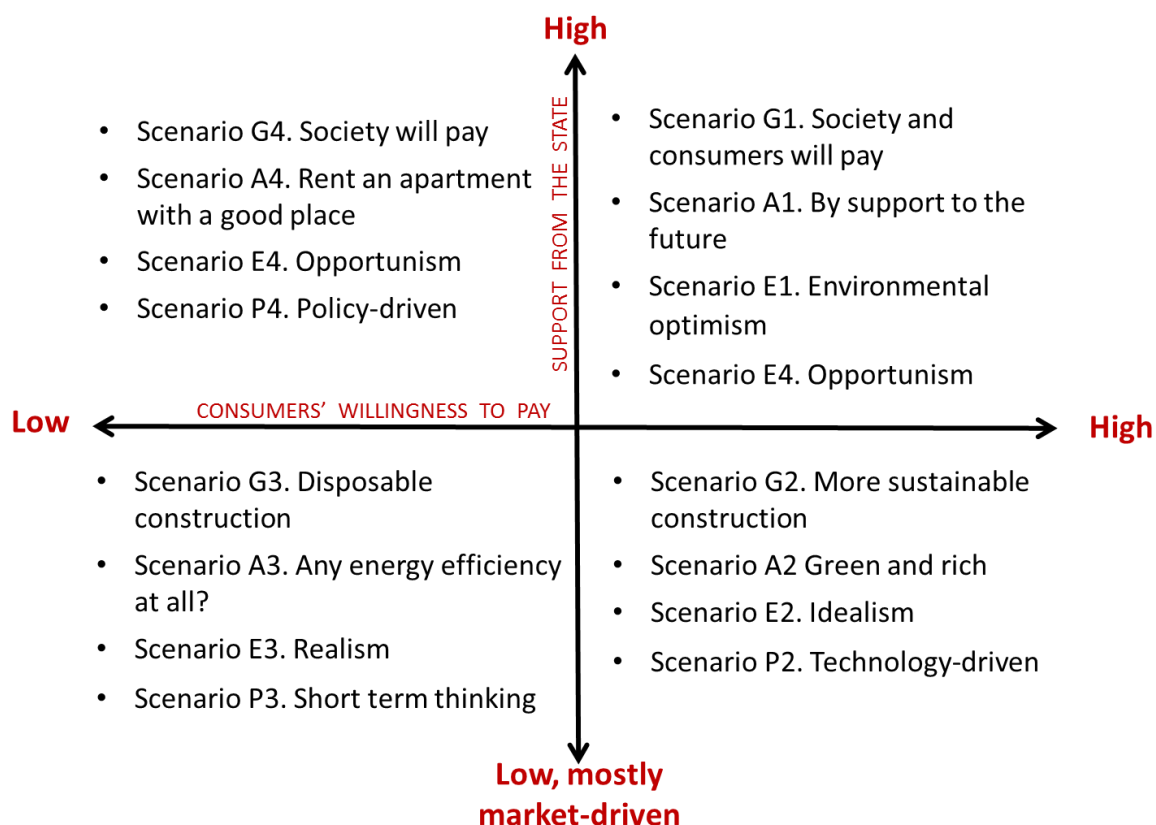 High
SUPPORT FROM THE STATE
• Scenario G4. Society will pay
• Scenario A4. Rent an apartment
with a good place
• Scenario E4. Opportunism
• Scenario P4. Policy-driven
• Scenario G1. Society and
consumers will pay
• Scenario A1. By support to the
future
• Scenario E1. Environmental
optimism
• Scenario E4. Opportunism
Low
CONSUMERS’ WILLINGNESS TO PAY
High
• Scenario G3. Disposable
construction
• Scenario A3. Any energy efficiency
at all?
• Scenario E3. Realism
• Scenario P3. Short term thinking
• Scenario G2. More sustainable
construction
• Scenario A2 Green and rich
• Scenario E2. Idealism
• Scenario P2. Technology-driven
Low, mostly
market-driven